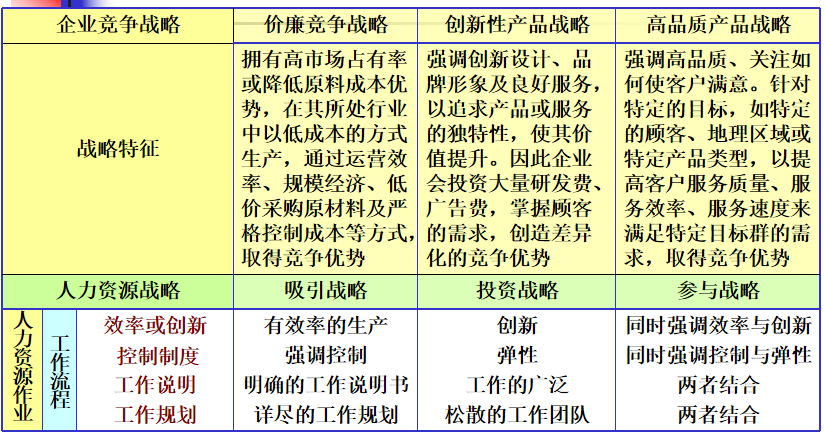 企业竞争战略 价廉竞争战略 创新性产品战略 高品质产品战略
战略特征
拥有高市场占有率
或降低原料成本优
势，在其所处行业
中以低成本的方式
生产，通过运营效
率、规模经济、低
价采购原材料及严
格控制成本等方式，
取得竞争优势
强调创新设计、品
牌形象及良好服务，
以追求产品或服务
的独特性，使其价
值提升。因此企业
会投资大量研发费、
广告费，掌握顾客
的需求，创造差异
化的竞争优势
强调高品质、关注如
何使客户满意。针对
特定的目标，如特定
的顾客、地理区域或
特定产品类型，以提
高客户服务质量、服
务效率、服务速度来
满足特定目标群的需
求，取得竞争优势
人力资源战略 吸引战略 投资战略 参与战略
人力资源作业
工作流程
效率或创新 有效率的生产 创新 同时强调效率与创新
控制制度 强调控制 弹性 同时强调控制与弹性
工作说明 明确的工作说明书 工作的广泛 两者结合
工作规划 详尽的工作规划 松散的工作团队 两者结合